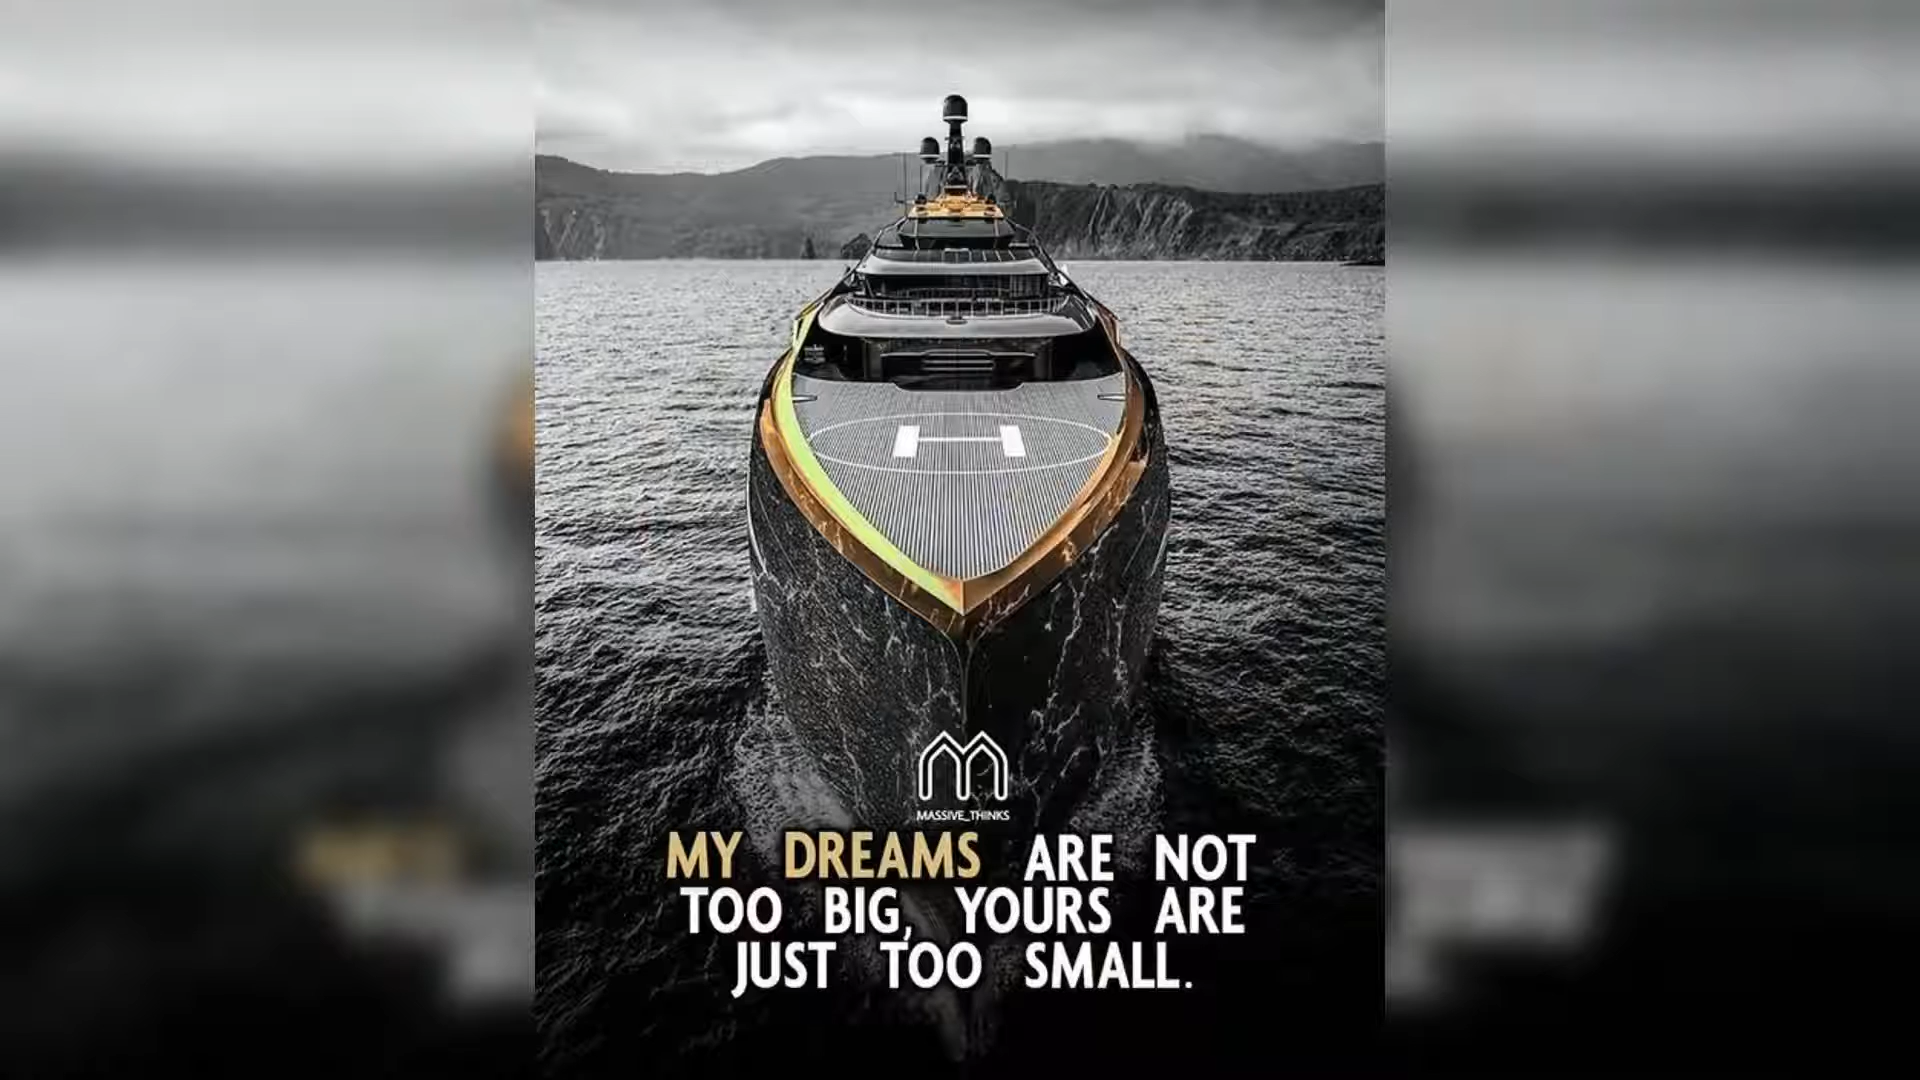 H
MASSIVE_THINKS
MY DREAMS ARE NOT
TOO BIG, YOURS ARE
JUST TOO SMALL.